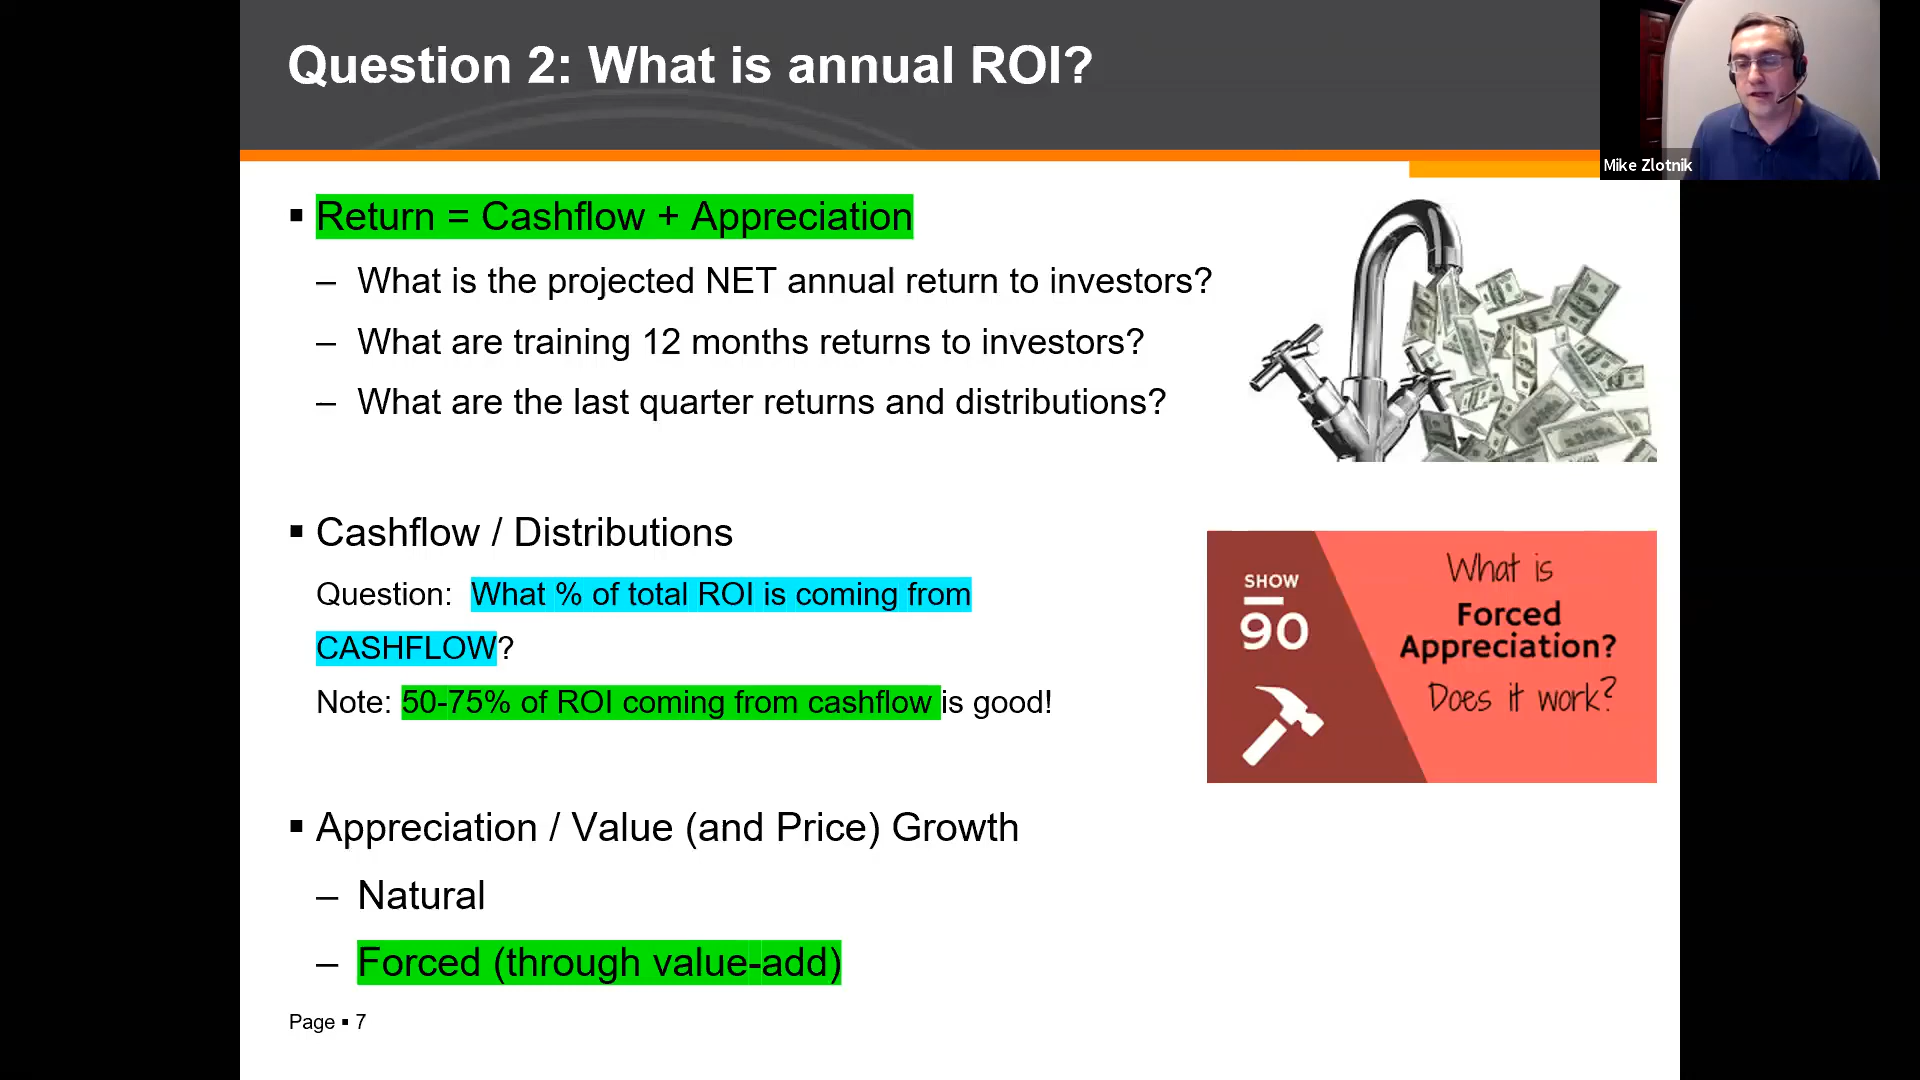 Question 2: What is annual ROI?
Mike Zlotnik
▪ Return = Cashflow + Appreciation
– What is the projected NET annual return to investors?
– What are training 12 months returns to investors?
– What are the last quarter returns and distributions?
▪ Cashflow / Distributions
Question: What % of total ROI is coming from
CASHFLOW?
Note: 50-75% of ROI coming from cashflow is good!
SHOW
90
What is
Forced
Appreciation?
Does it work?
▪ Appreciation / Value (and Price) Growth
– Natural
– Forced (through value-add)
Page ▪ 7